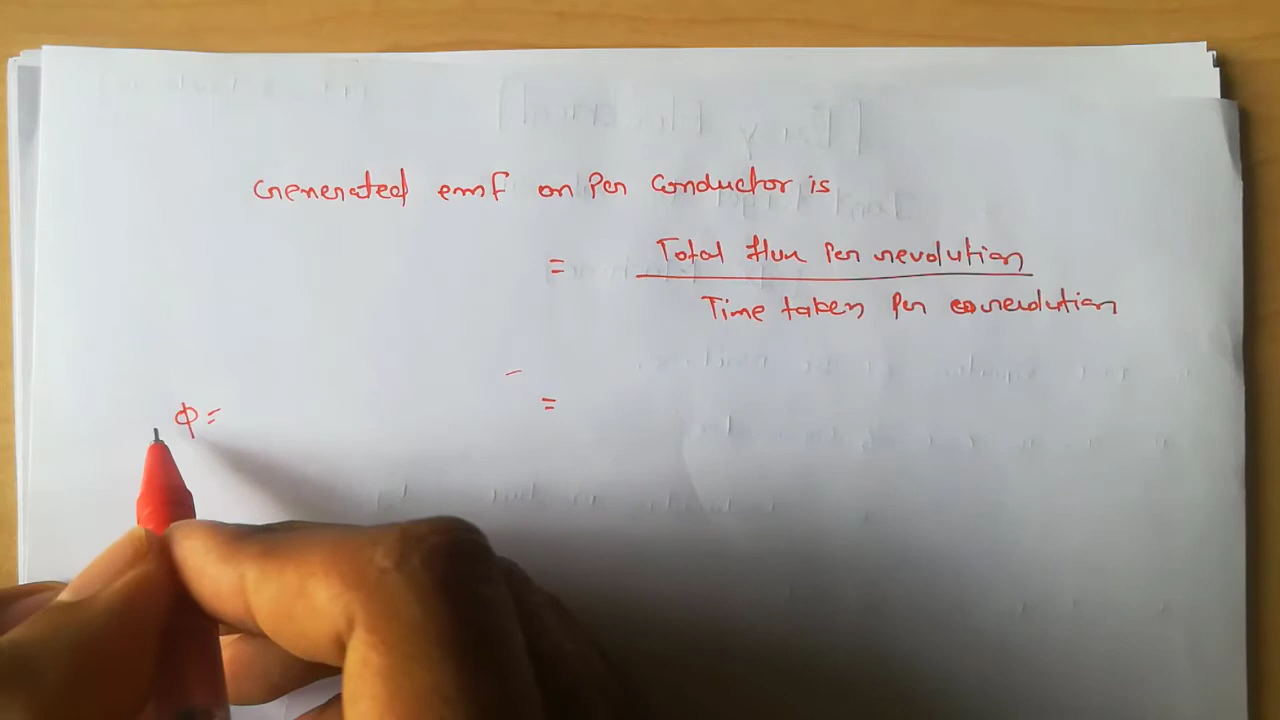 Generated emf on Per conductor is
= Total flux Per revolution
Time taken Per revolution
=
φ =